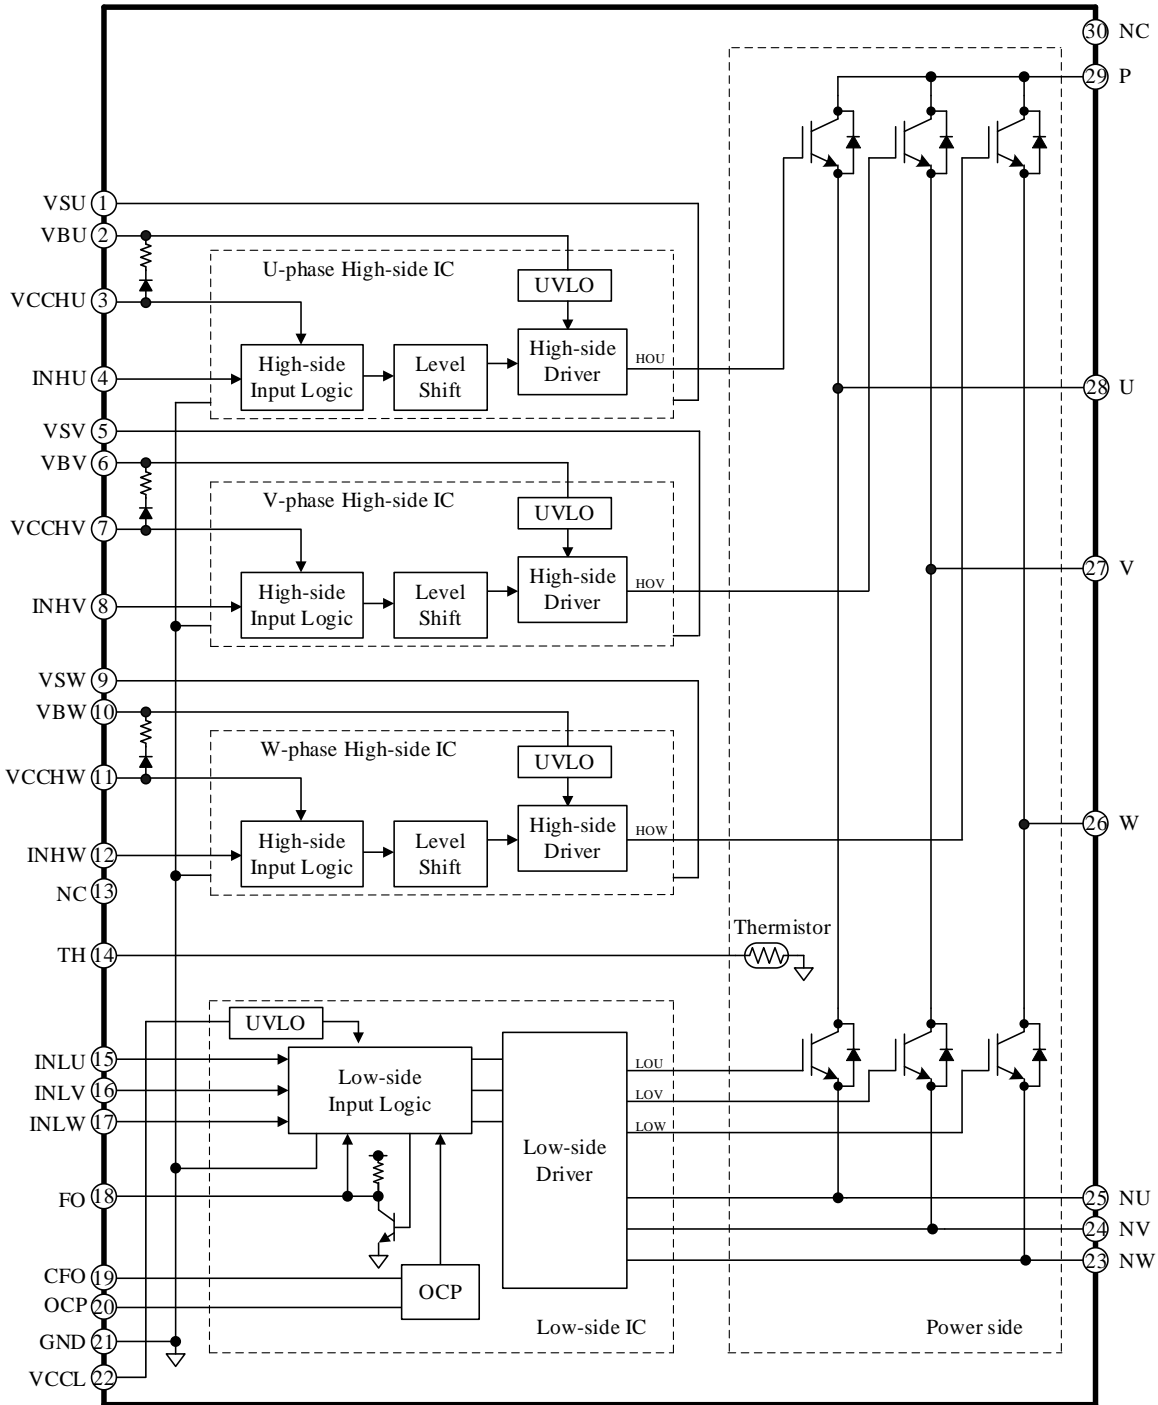 30 NC
29 P
VSU 1
VBU 2
U-phase High-side IC
UVLO
VCCHU 3
High-side
Input Logic
Level
Shift
High-side
Driver
HOU
INHU 4
28 U
VSV 5
VBV 6
V-phase High-side IC
UVLO
VCCHV 7
High-side
Input Logic
Level
Shift
High-side
Driver
HOV
27 V
INHV 8
VSW 9
VBW 10
W-phase High-side IC
UVLO
VCCHW 11
High-side
Input Logic
Level
Shift
High-side
Driver
HOW
26 W
INHW 12
NC 13
Thermistor
TH 14
UVLO
INLU 15
INLV 16
INLW 17
Low-side
Input Logic
LOU
LOV
LOW
Low-side
Driver
FO 18
25 NU
24 NV
23 NW
CFO 19
OCP 20
OCP
GND 21
VCCL 22
Low-side IC
Power side